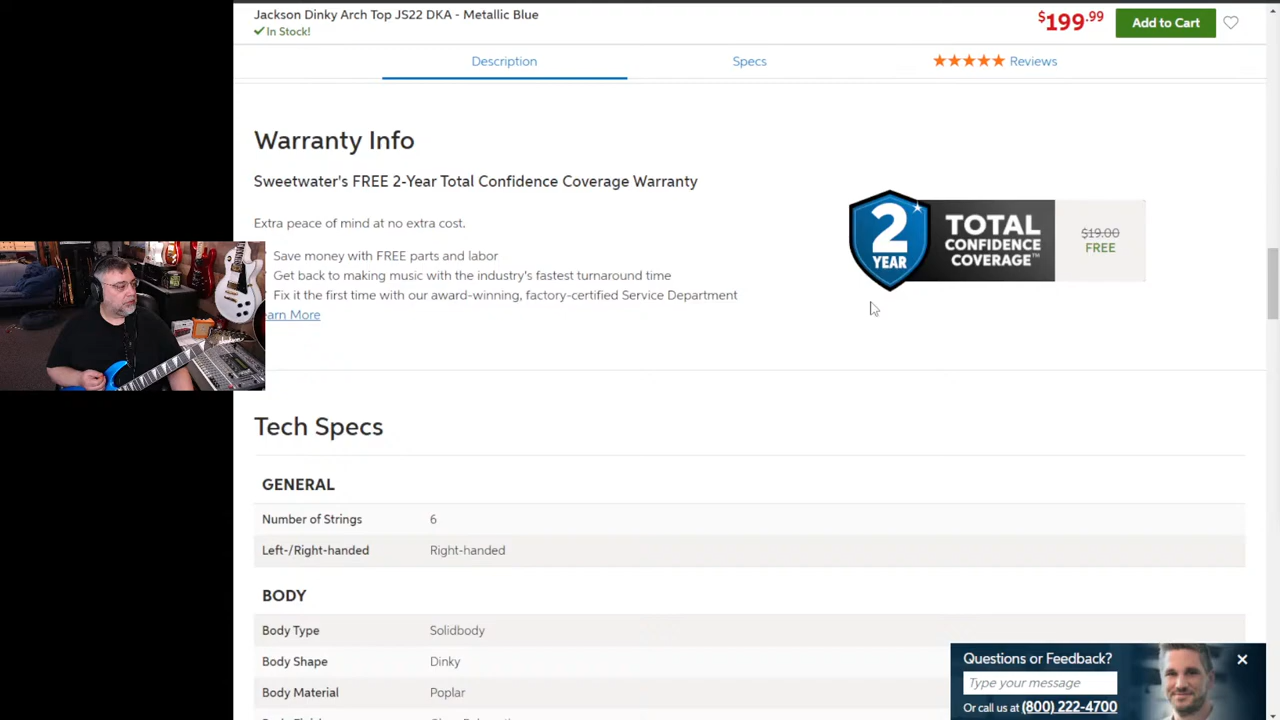 Jackson Dinky Arch Top JS22 DKA - Metallic Blue
In Stock!
$199.99
Add to Cart
Description
Specs
Reviews
Warranty Info
Sweetwater's FREE 2-Year Total Confidence Coverage Warranty
Extra peace of mind at no extra cost.
Save money with FREE parts and labor
Get back to making music with the industry's fastest turnaround time
Fix it the first time with our award-winning, factory-certified Service Department
earn More
2
YEAR
TOTAL
CONFIDENCE
COVERAGE™
$19.00
FREE
Tech Specs
GENERAL
Number of Strings 6
Left-/Right-handed Right-handed
BODY
Body Type Solidbody
Body Shape Dinky
Body Material Poplar
Questions or Feedback?
Type your message
Or call us at (800) 222-4700